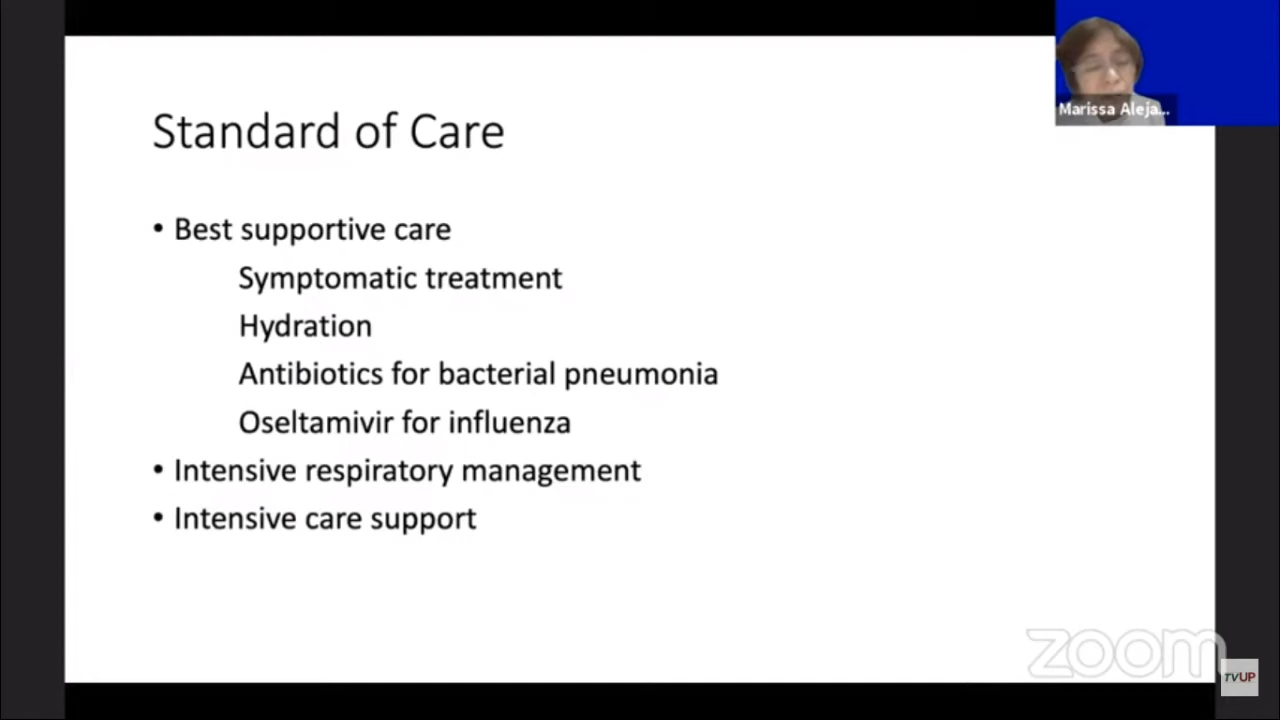 Marissa Aleja...
Standard of Care
• Best supportive care
Symptomatic treatment
Hydration
Antibiotics for bacterial pneumonia
Oseltamivir for influenza
• Intensive respiratory management
• Intensive care support
zoom
TVUP